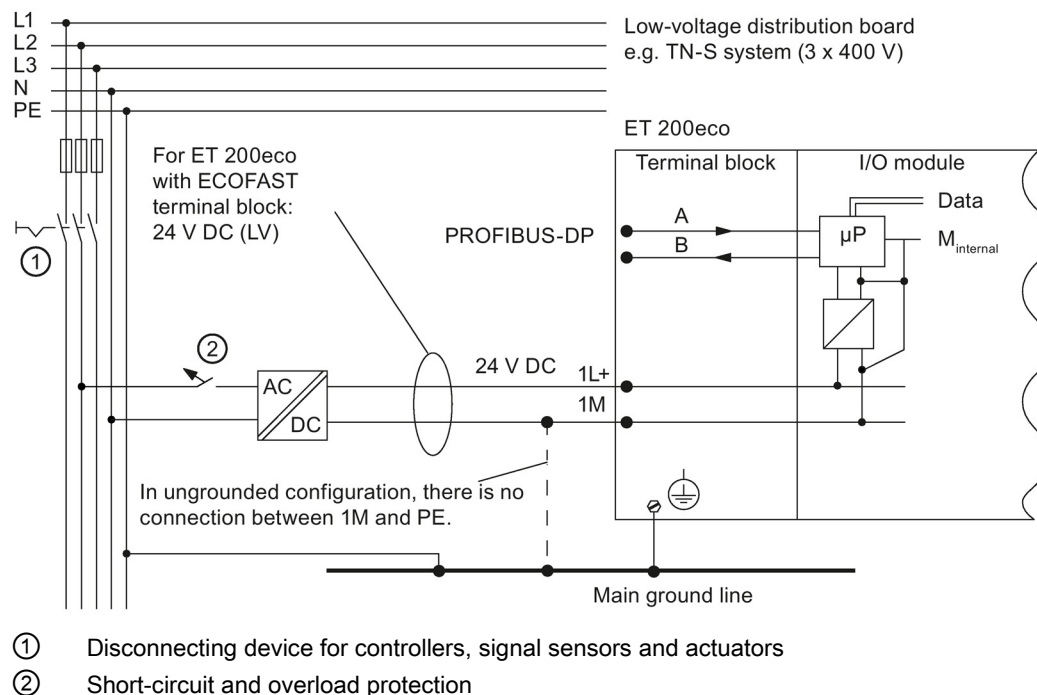 L1
L2
L3
N
PE
Low-voltage distribution board
e.g. TN-S system (3 x 400 V)
ET 200eco
Terminal block
I/O module
For ET 200eco
with ECOFAST
terminal block:
24 V DC (LV)
PROFIBUS-DP
A
B
µP
Data
M internal
①
②
24 V DC
1L+
1M
AC
DC
In ungrounded configuration, there is no
connection between 1M and PE.
Main ground line
① Disconnecting device for controllers, signal sensors and actuators
② Short-circuit and overload protection